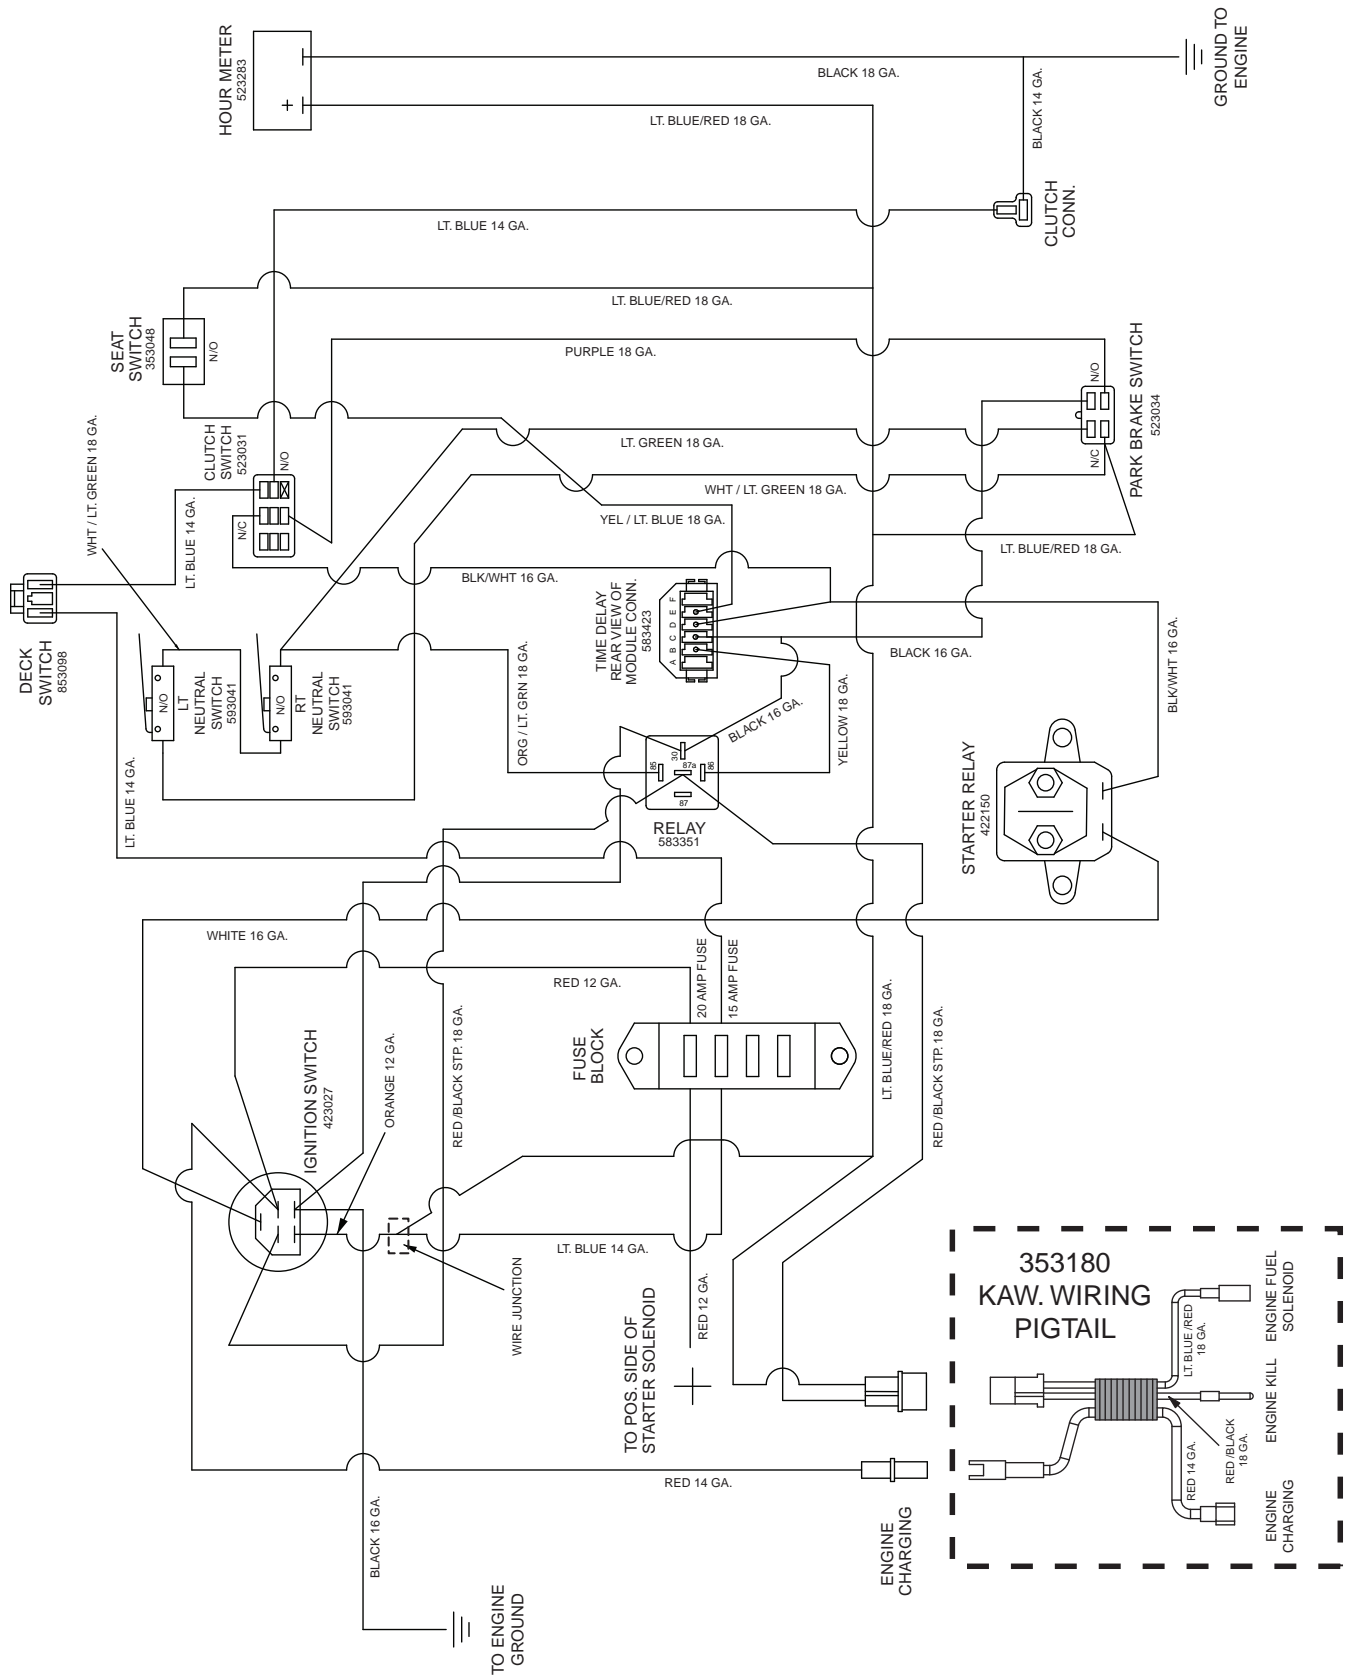 HOUR METER
523283
+
BLACK 18 GA.
GROUND TO
ENGINE
LT. BLUE/RED 18 GA.
BLACK 14 GA.
CLUTCH
CONN.
LT. BLUE 14 GA.
LT. BLUE/RED 18 GA.
SEAT
SWITCH
353048
N/O
PURPLE 18 GA.
PARK BRAKE SWITCH
523034
N/O
N/C
CLUTCH
SWITCH
523031
N/O
N/C
LT. GREEN 18 GA.
WHT / LT. GREEN 18 GA.
WHT / LT. GREEN 18 GA.
LT. BLUE 14 GA.
YEL / LT. BLUE 18 GA.
LT. BLUE/RED 18 GA.
BLK/WHT 16 GA.
DECK
SWITCH
853098
TIME DELAY
REAR VIEW OF
MODULE CONN.
583423
A B C D E F
BLACK 16 GA.
BLK/WHT 16 GA.
N/O
LT
NEUTRAL
SWITCH
593041
N/O
RT
NEUTRAL
SWITCH
593041
ORG / LT. GRN 18 GA.
BLACK 16 GA.
YELLOW 18 GA.
LT. BLUE 14 GA.
85
30
87a
86
87
RELAY
583351
STARTER RELAY
422150
WHITE 16 GA.
RED 12 GA.
20 AMP FUSE
15 AMP FUSE
FUSE
BLOCK
IGNITION SWITCH
423027
ORANGE 12 GA.
RED /BLACK STP. 18 GA.
LT. BLUE/RED 18 GA.
RED/BLACK STP. 18 GA.
LT. BLUE 14 GA.
WIRE JUNCTION
RED 12 GA.
TO POS. SIDE OF
STARTER SOLENOID
RED 14 GA.
BLACK 16 GA.
TO ENGINE
GROUND
ENGINE
CHARGING
353180
KAW. WIRING
PIGTAIL
LT. BLUE /RED
18 GA.
ENGINE FUEL
SOLENOID
ENGINE KILL
RED /BLACK
18 GA.
RED 14 GA.
ENGINE
CHARGING